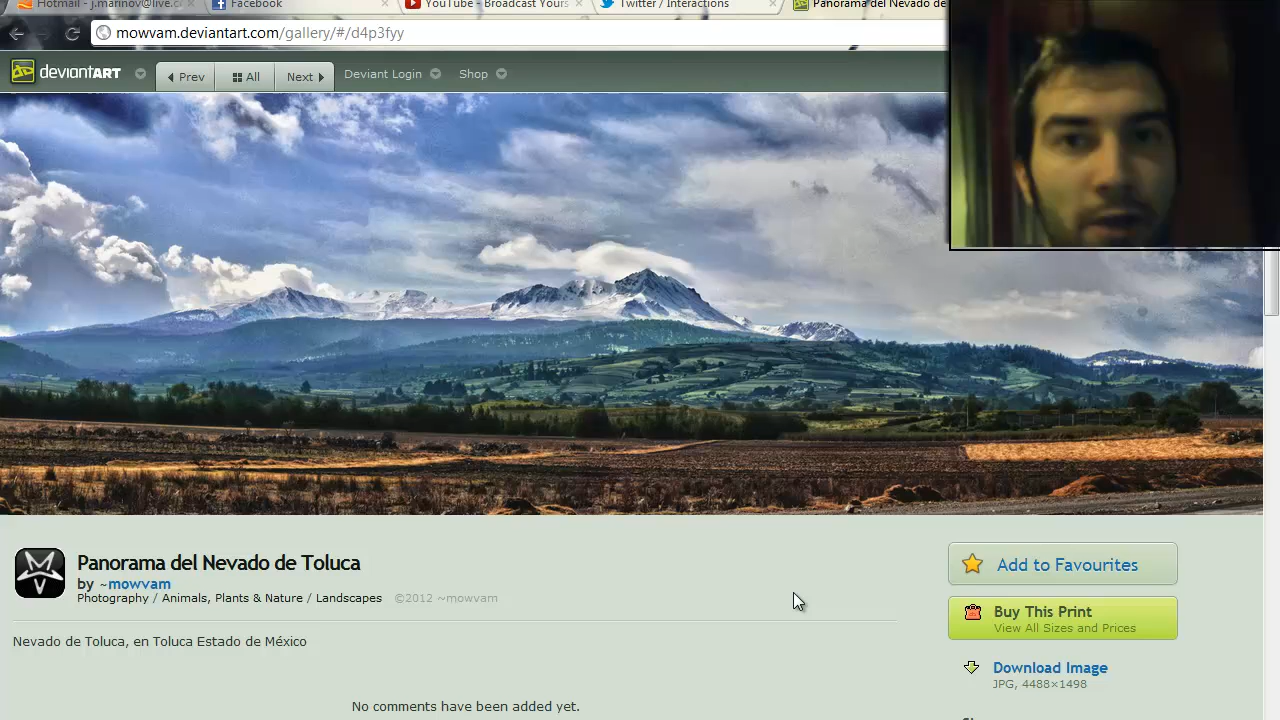 Hotmail - j.marinov@live.c
Facebook
YouTube - Broadcast Yours
Twitter / Interactions
Panorama del Nevado de
mowvam.deviantart.com/gallery/#/d4p3fyy
deviantART
Prev
All
Next
Deviant Login
Shop
Panorama del Nevado de Toluca
by ~mowvam
Photography / Animals, Plants & Nature / Landscapes ©2012 ~mowvam
Nevado de Toluca, en Toluca Estado de México
No comments have been added yet.
Add to Favourites
Buy This Print
View All Sizes and Prices
Download Image
JPG, 4488×1498